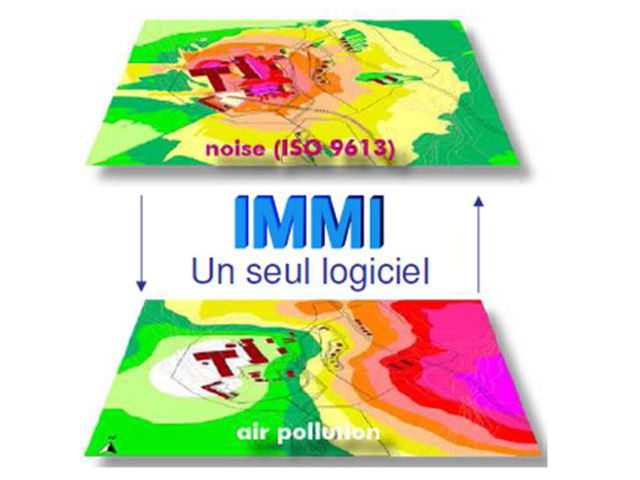 noise (ISO 9613)
IMMI
Un seul logiciel
air pollution